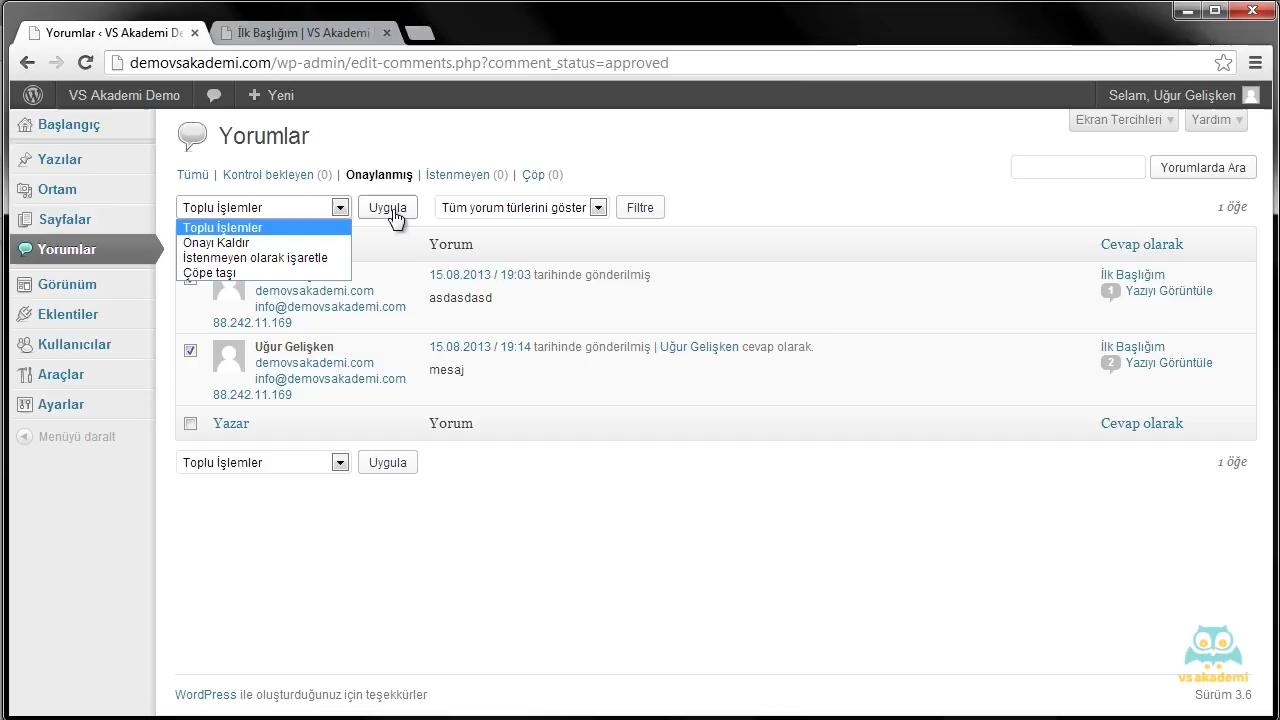 Yorumlar ‹ VS Akademi De
İlk Başlığım | VS Akademi
demovsakademi.com/wp-admin/edit-comments.php?comment_status=approved
VS Akademi Demo
Yeni
Selam, Uğur Gelişken
Başlangıç
Yazılar
Ortam
Sayfalar
Yorumlar
Görünüm
Eklentiler
Kullanıcılar
Araçlar
Ayarlar
Menüyü daralt
Ekran Tercihleri
Yardım
Yorumlar
Tümü | Kontrol bekleyen (0) | Onaylanmış | İstenmeyen (0) | Çöp (0)
Yorumlarda Ara
Toplu İşlemler
Uygula
Tüm yorum türlerini göster
Filtre
1 öğe
Toplu İşlemler
Onayı Kaldır
İstenmeyen olarak işaretle
Çöpe taşı
Yorum
Cevap olarak
demovsakademi.com
info@demovsakademi.com
88.242.11.169
15.08.2013 / 19:03 tarihinde gönderilmiş
asdasdasd
İlk Başlığım
1 Yazıyı Görüntüle
Uğur Gelişken
demovsakademi.com
info@demovsakademi.com
88.242.11.169
15.08.2013 / 19:14 tarihinde gönderilmiş | Uğur Gelişken cevap olarak.
mesaj
İlk Başlığım
2 Yazıyı Görüntüle
Yazar
Yorum
Cevap olarak
Toplu İşlemler
Uygula
1 öğe
vsakademi
WordPress ile oluşturduğunuz için teşekkürler
Sürüm 3.6